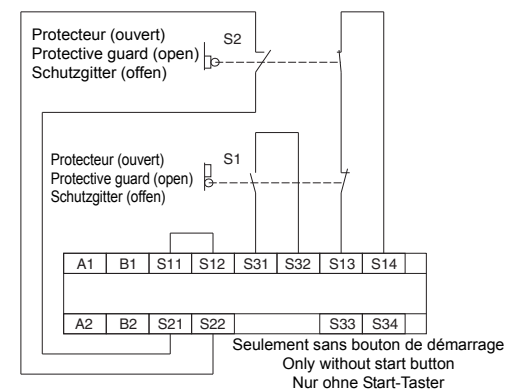 Protecteur (ouvert)
Protective guard (open)
Schutzgitter (offen)
S2
Protecteur (ouvert)
Protective guard (open)
Schutzgitter (offen)
S1
A1 B1 S11 S12 S31 S32 S13 S14
A2 B2 S21 S22 S33 S34
Seulement sans bouton de démarrage
Only without start button
Nur ohne Start-Taster